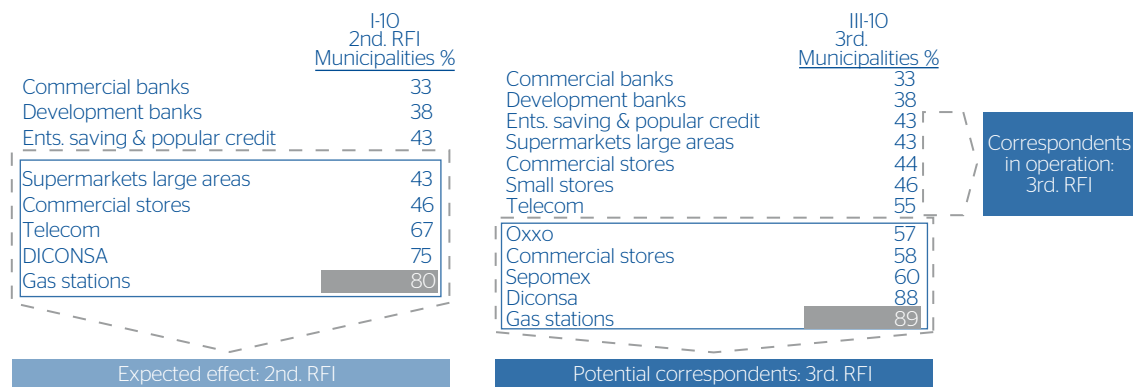 I-10
2nd. RFI
Municipalities %
Commercial banks 33
Development banks 38
Ents. saving & popular credit 43
Supermarkets large areas 43
Commercial stores 46
Telecom 67
DICONSA 75
Gas stations 80
Expected effect: 2nd. RFI
III-10
3rd.
Municipalities %
Commercial banks 33
Development banks 38
Ents. saving & popular credit 43
Supermarkets large areas 43
Commercial stores 44
Small stores 46
Telecom 55
Oxxo 57
Commercial stores 58
Sepomex 60
Diconsa 88
Gas stations 89
Potential correspondents: 3rd. RFI
Correspondents
in operation:
3rd. RFI